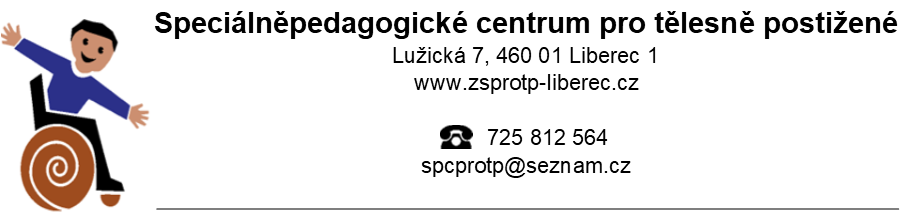 Speciálněpedagogické centrum pro tělesně postižené
Lužická 7, 460 01 Liberec 1
www.zsprotp-liberec.cz
725 812 564
spcprotp@seznam.cz